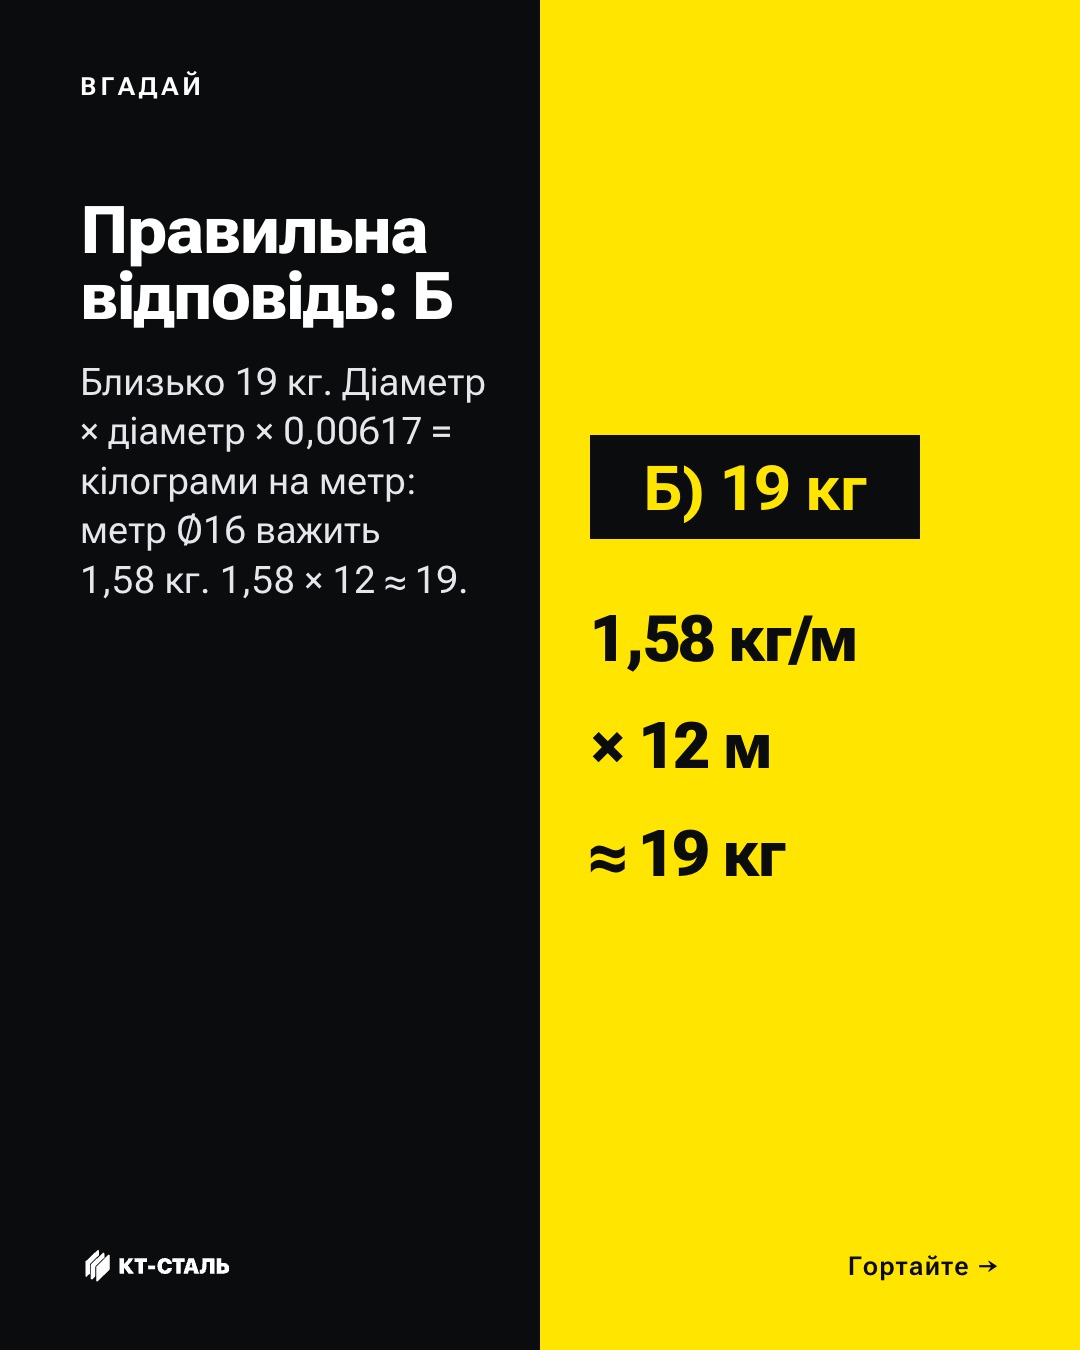 ВГАДАЙ
Правильна
відповідь: Б
Близько 19 кг. Діаметр
× діаметр × 0,00617 =
кілограми на метр:
метр Ø16 важить
1,58 кг. 1,58 × 12 ≈ 19.
Б) 19 кг
1,58 кг/м
× 12 м
≈ 19 кг
КТ-СТАЛЬ
Гортайте →